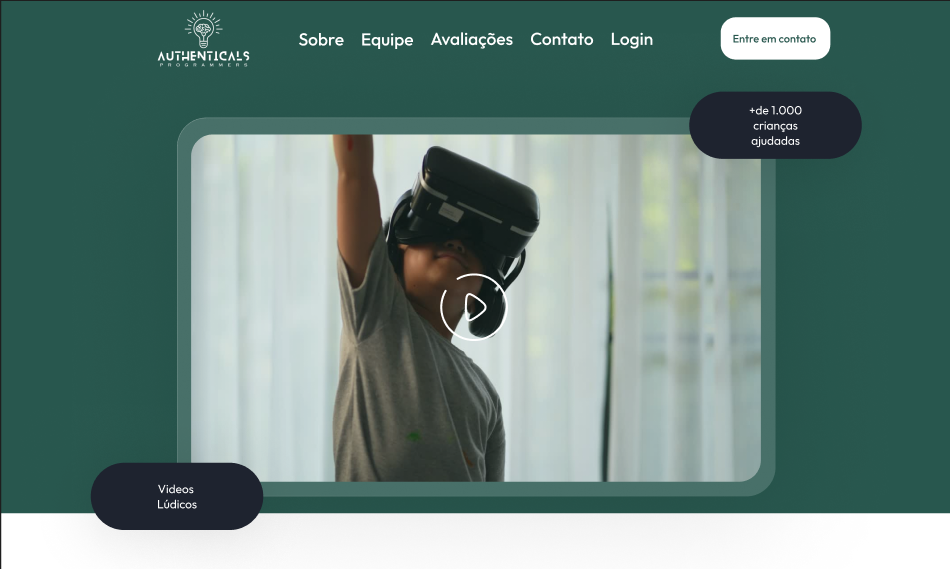 AUTHENTICALS
PROGRAMMERS
Sobre Equipe Avaliações Contato Login
Entre em contato
+de 1.000
crianças
ajudadas
Videos
Lúdicos